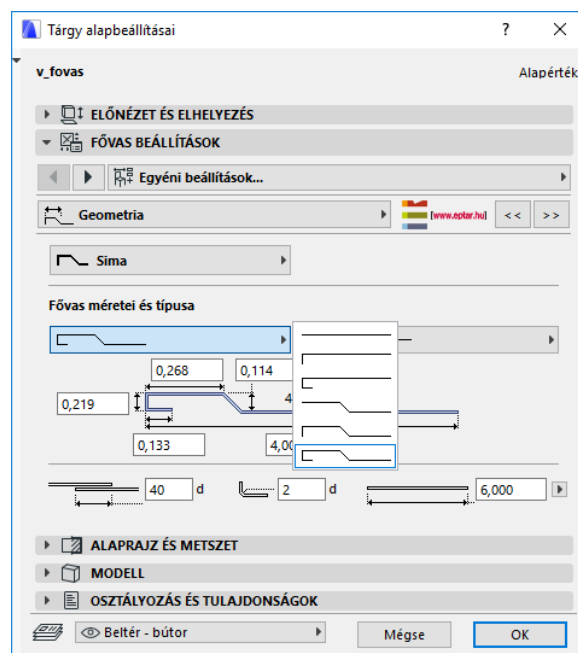 Tárgy alapbeállításai ?
v_fovas Alapérték
ELŐNÉZET ÉS ELHELYEZÉS
FŐVAS BEÁLLÍTÁSOK
Egyéni beállítások...
Geometria [www.eptar.hu] << >>
Sima
Fővas méretei és típusa
0,268 0,114
0,219 4
0,133 4,00
40 d 2 d 6,000
ALAPRAJZ ÉS METSZET
MODELL
OSZTÁLYOZÁS ÉS TULAJDONSÁGOK
Beltér - bútor Mégse OK